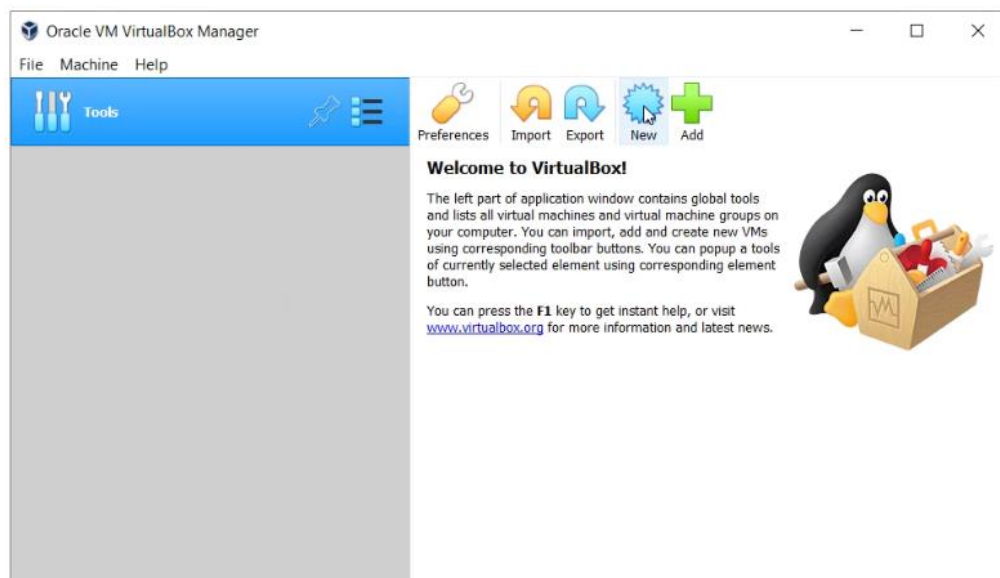 Oracle VM VirtualBox Manager
File Machine Help
Tools
Preferences Import Export New Add
Welcome to VirtualBox!
The left part of application window contains global tools
and lists all virtual machines and virtual machine groups on
your computer. You can import, add and create new VMs
using corresponding toolbar buttons. You can popup a tools
of currently selected element using corresponding element
button.
You can press the F1 key to get instant help, or visit
www.virtualbox.org for more information and latest news.